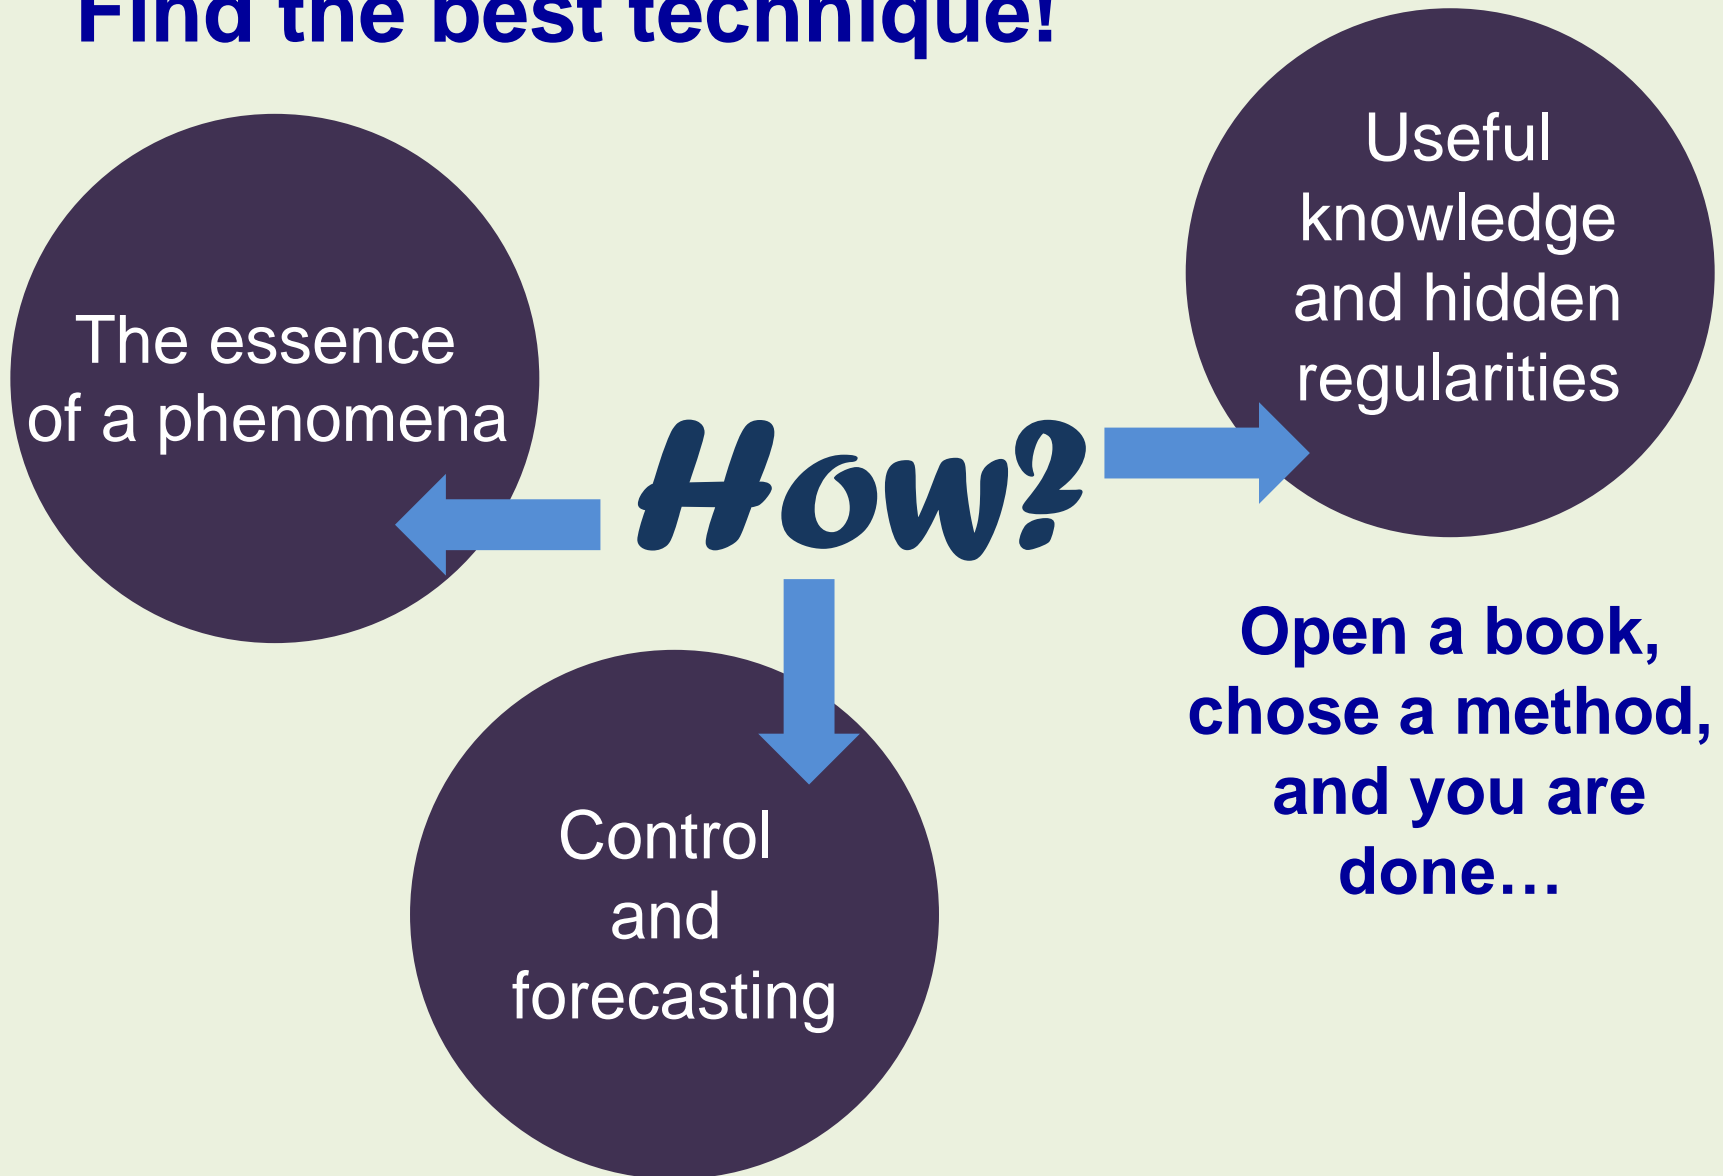 Find the best technique!
Useful
knowledge
and hidden
regularities
The essence
of a phenomena
How?
Open a book,
chose a method,
and you are
done…
Control
and
forecasting